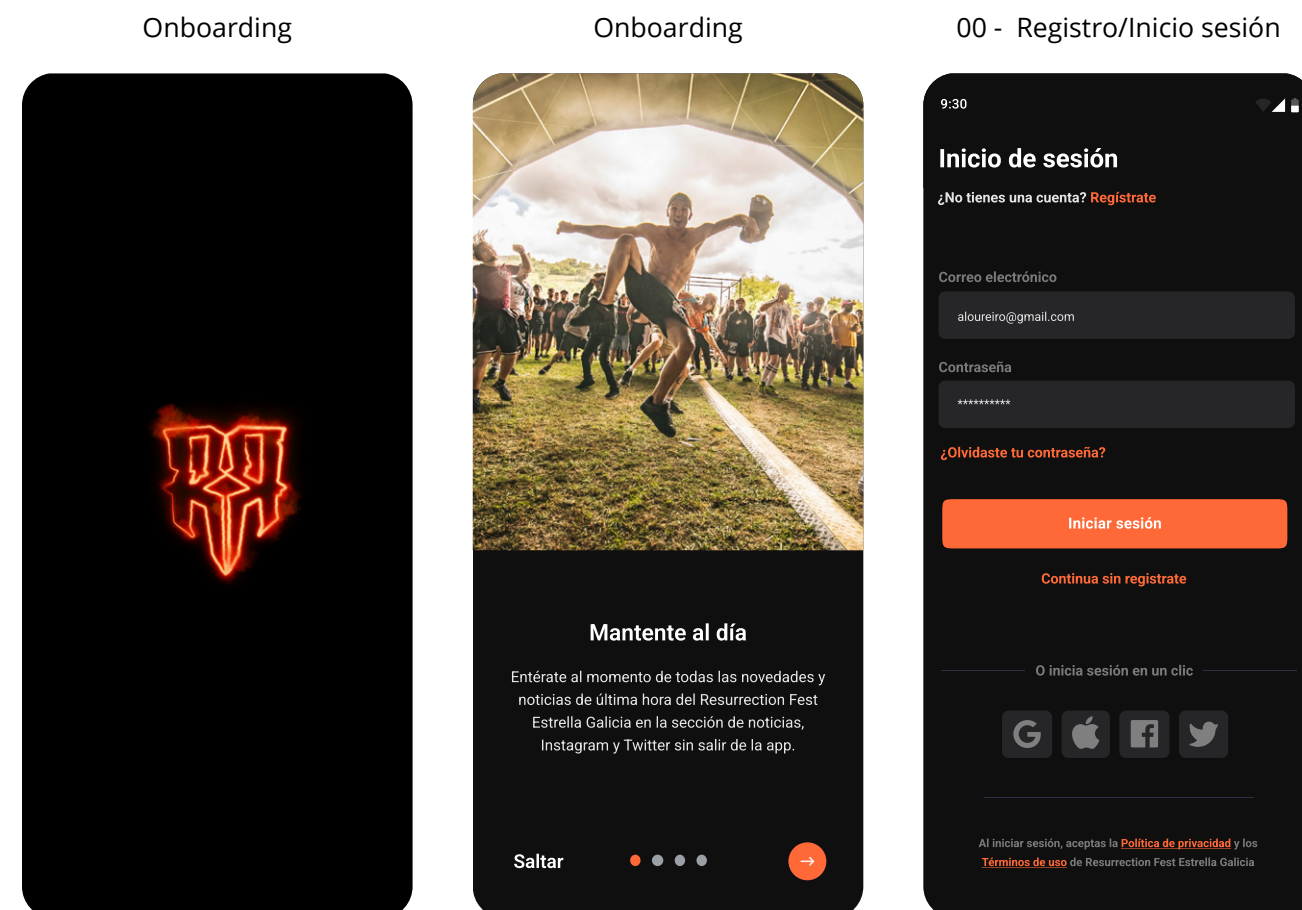 Onboarding
Onboarding
00 - Registro/Inicio sesión
Mantente al día
Entérate al momento de todas las novedades y
noticias de última hora del Resurrection Fest
Estrella Galicia en la sección de noticias,
Instagram y Twitter sin salir de la app.
Saltar
9:30
Inicio de sesión
¿No tienes una cuenta? Regístrate
Correo electrónico
aloureiro@gmail.com
Contraseña
**********
¿Olvidaste tu contraseña?
Iniciar sesión
Continua sin registrate
O inicia sesión en un clic
Al iniciar sesión, aceptas la Política de privacidad y los
Términos de uso de Resurrection Fest Estrella Galicia